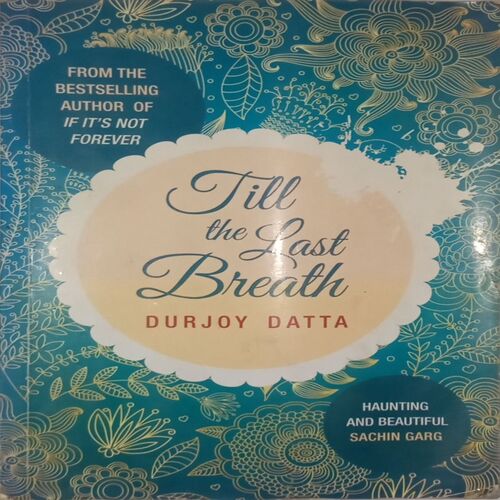 FROM THE
BESTSELLING
AUTHOR OF
IF IT'S NOT
FOREVER
Till
the Last
Breath
DURJOY DATTA
HAUNTING
AND BEAUTIFUL
SACHIN GARG